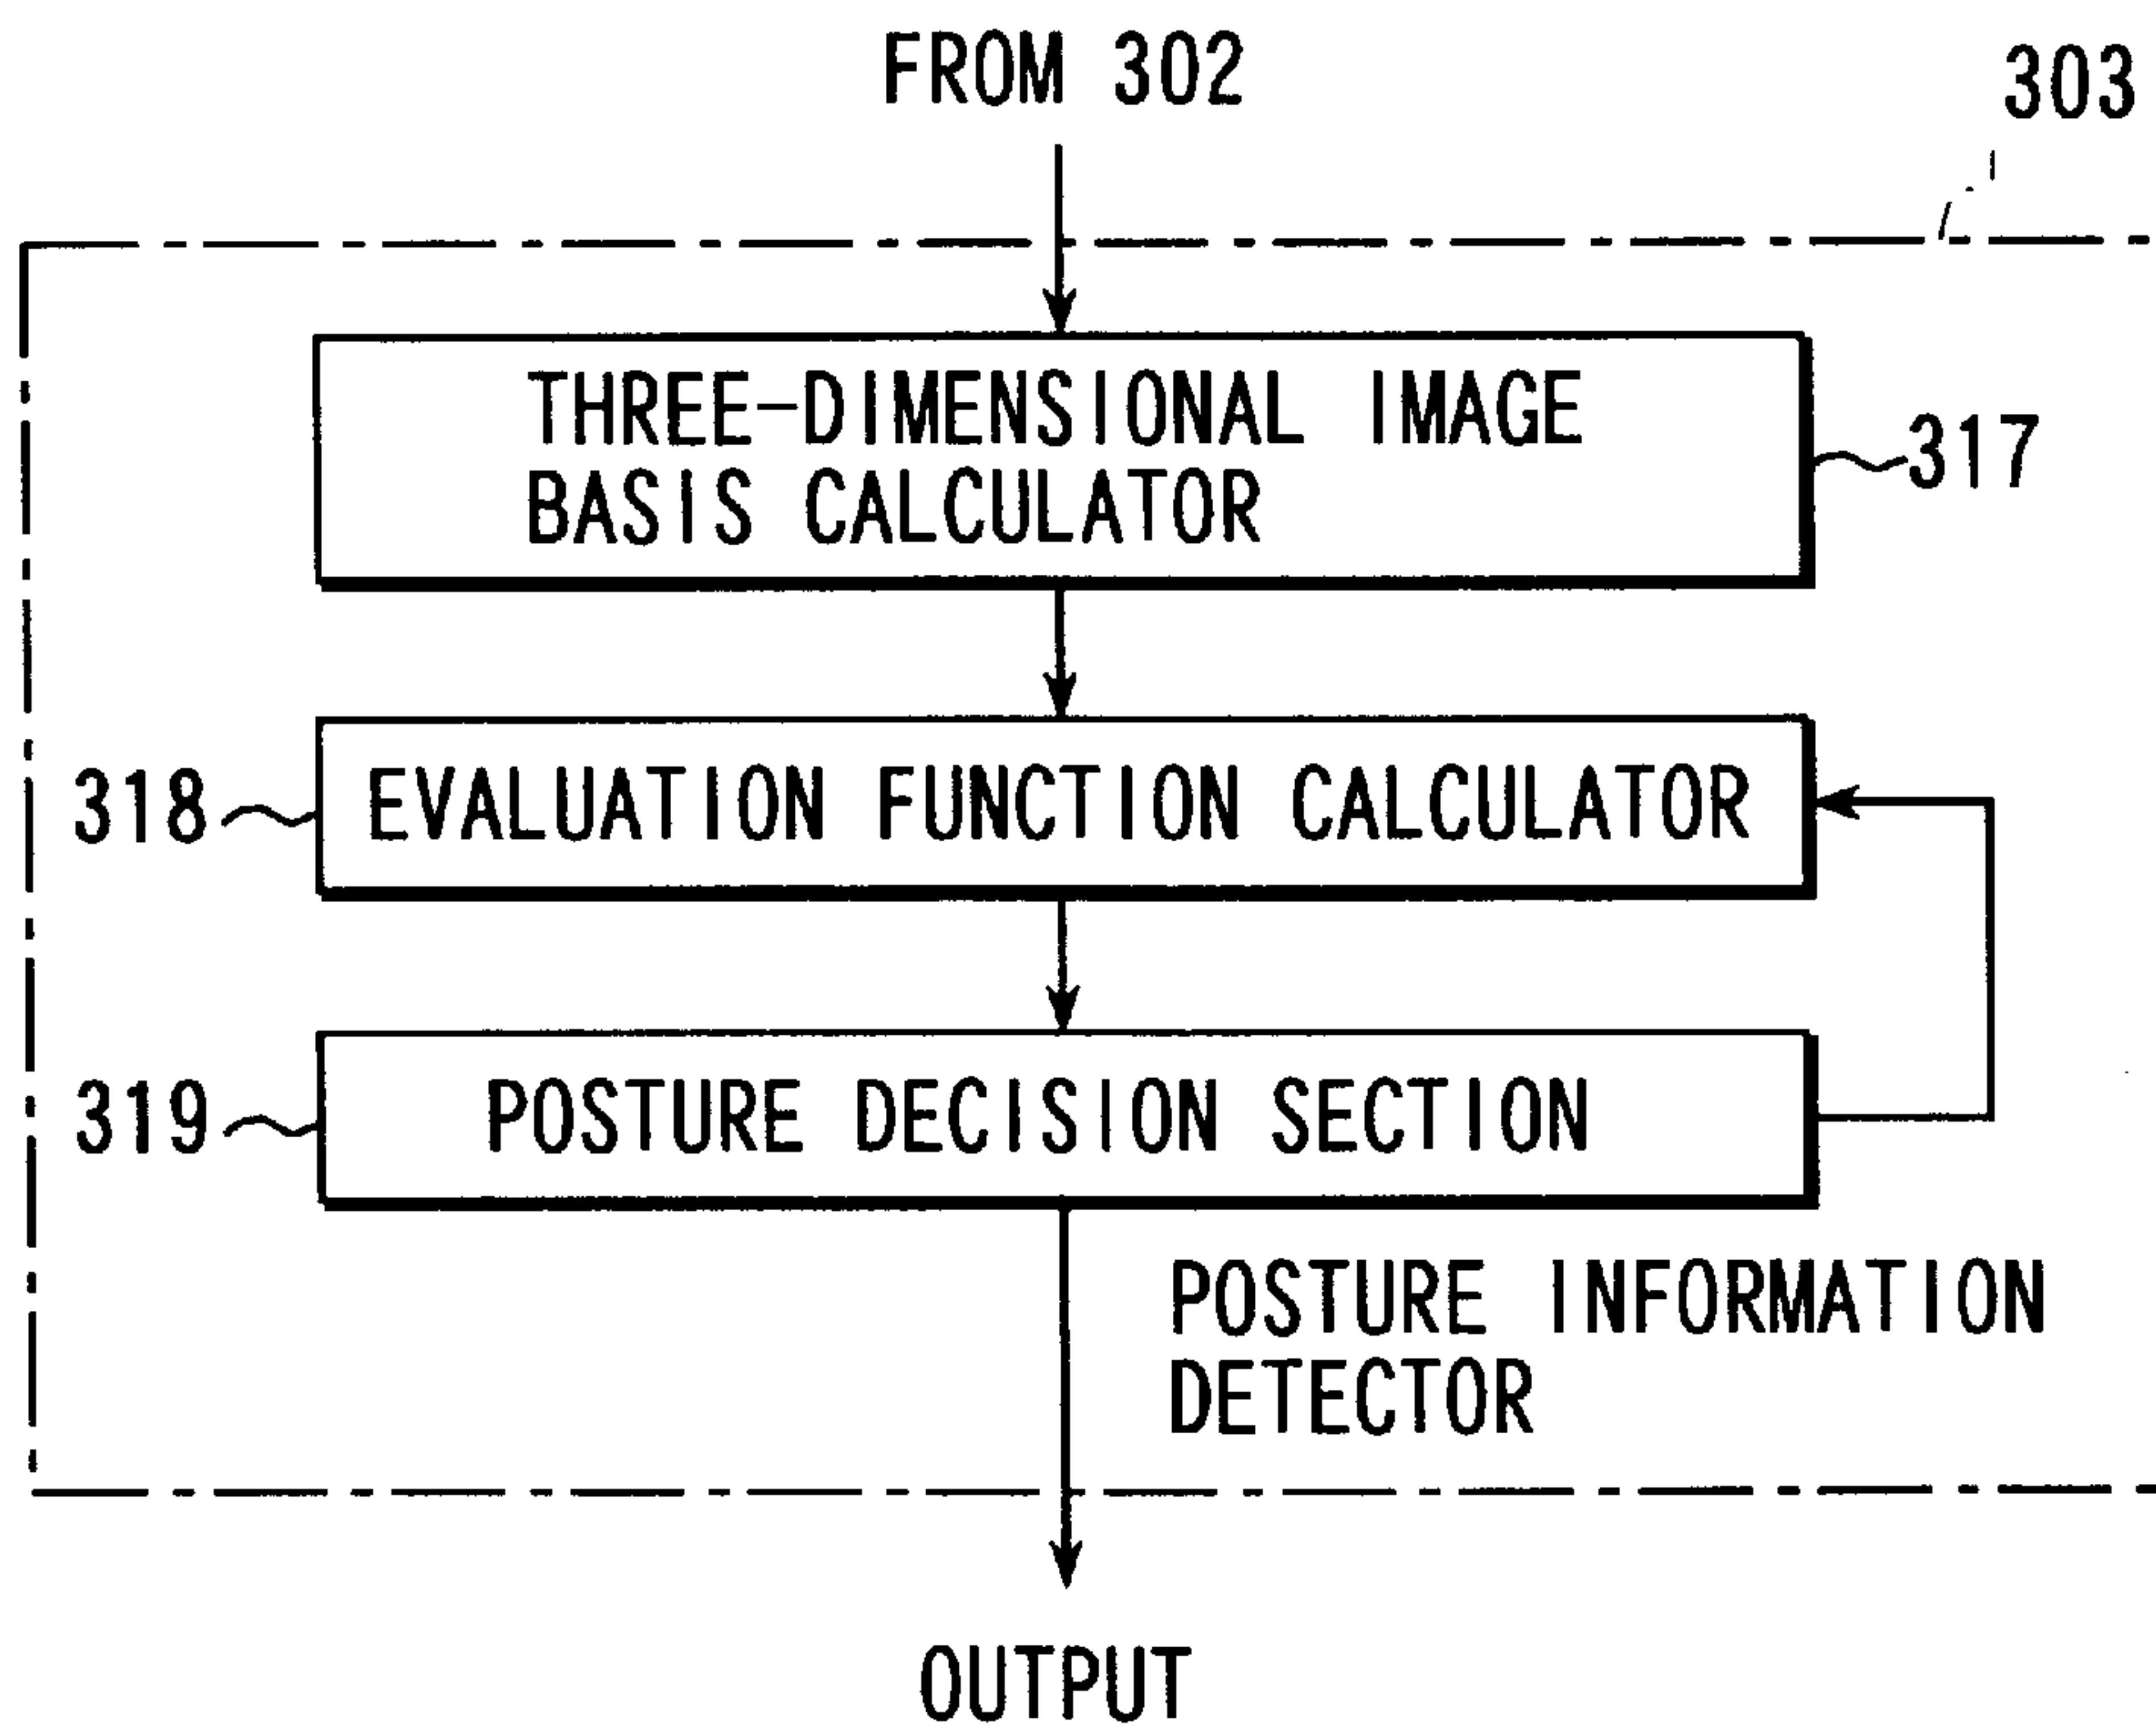 FROM 302
303
THREE-DIMENSIONAL IMAGE
BASIS CALCULATOR
317
318
EVALUATION FUNCTION CALCULATOR
319
POSTURE DECISION SECTION
POSTURE INFORMATION
DETECTOR
OUTPUT